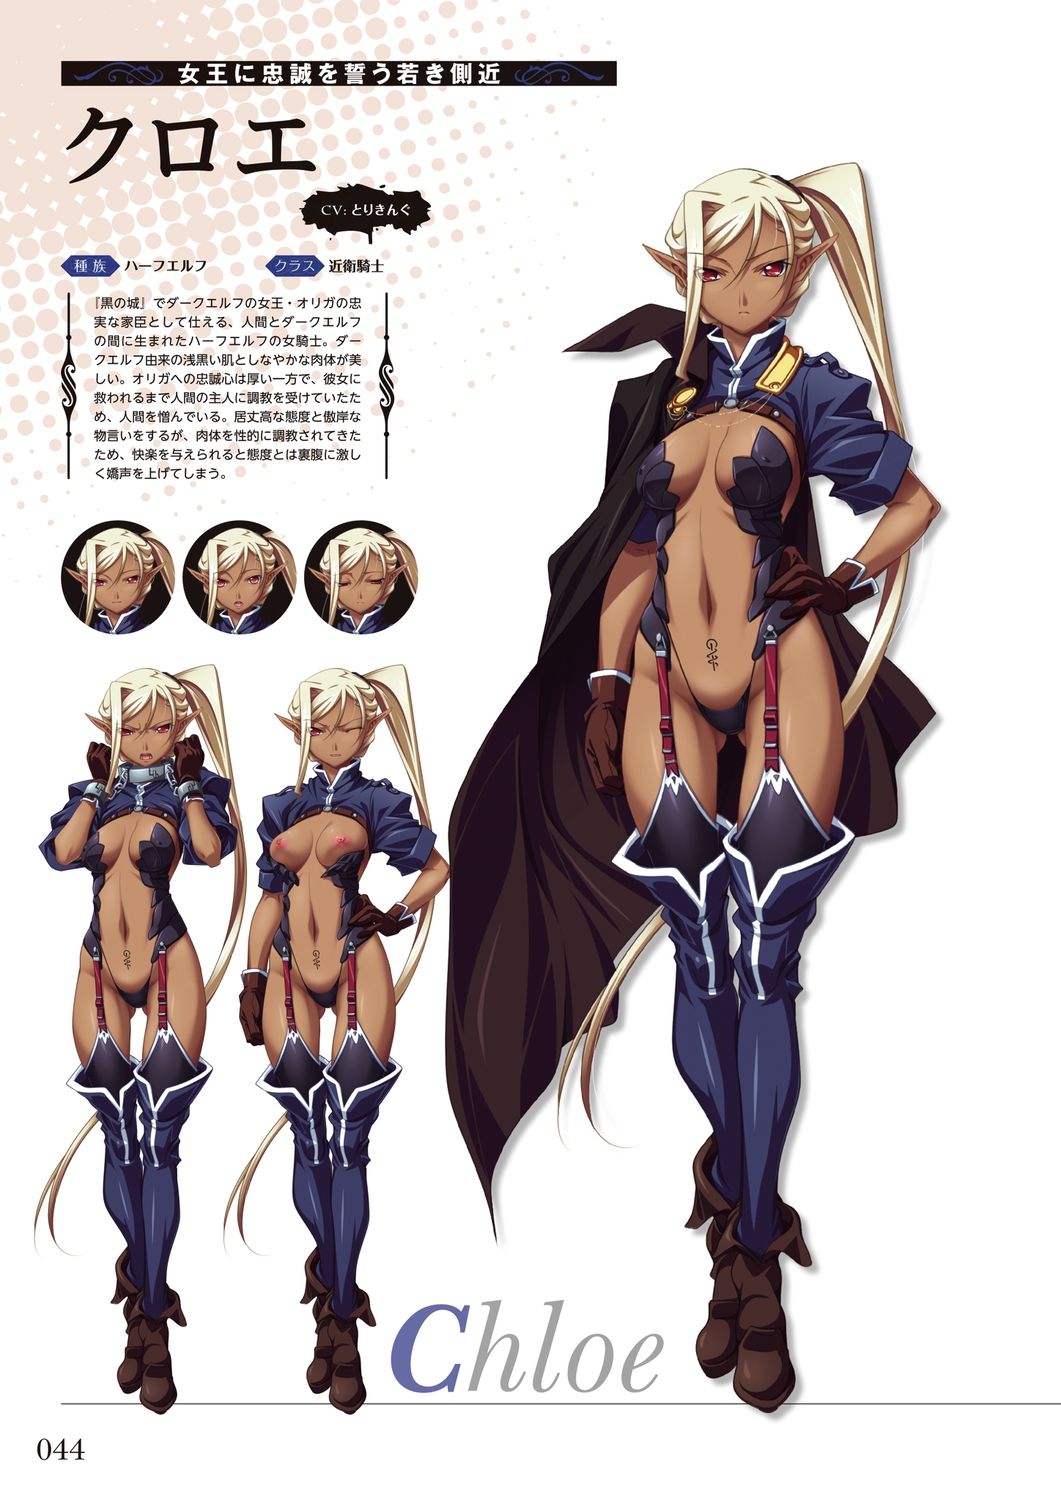 女王に忠誠を誓う若き側近
クロエ
CV: とりきんぐ
種族 ハーフエルフ クラス 近衛騎士
『黒の城』でダークエルフの女王・オリガの忠
実な家臣として仕える、人間とダークエルフ
の間に生まれたハーフエルフの女騎士。ダー
クエルフ由来の浅黒い肌としなやかな肉体が美
しい。オリガへの忠誠心は厚い一方で、彼女に
救われるまで人間の主人に調教を受けていたた
め、人間を憎んでいる。居丈高な態度と傲岸な
物言いをするが、肉体を性的に調教されてきた
ため、快楽を与えられると態度とは裏腹に激し
く嬌声を上げてしまう。
Chloe
044